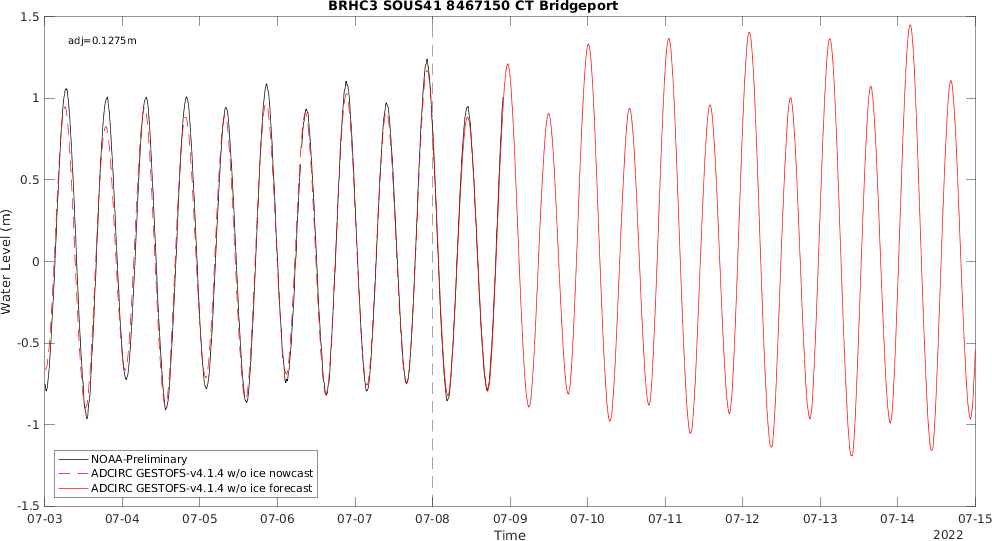 BRHC3 SOUS41 8467150 CT Bridgeport
adj=0.1275m
1.5
1
0.5
0
-0.5
-1
-1.5
Water Level (m)
NOAA-Preliminary
ADCIRC GESTOFS-v4.1.4 w/o ice nowcast
ADCIRC GESTOFS-v4.1.4 w/o ice forecast
07-03 07-04 07-05 07-06 07-07 07-08 07-09 07-10 07-11 07-12 07-13 07-14 07-15
Time
2022